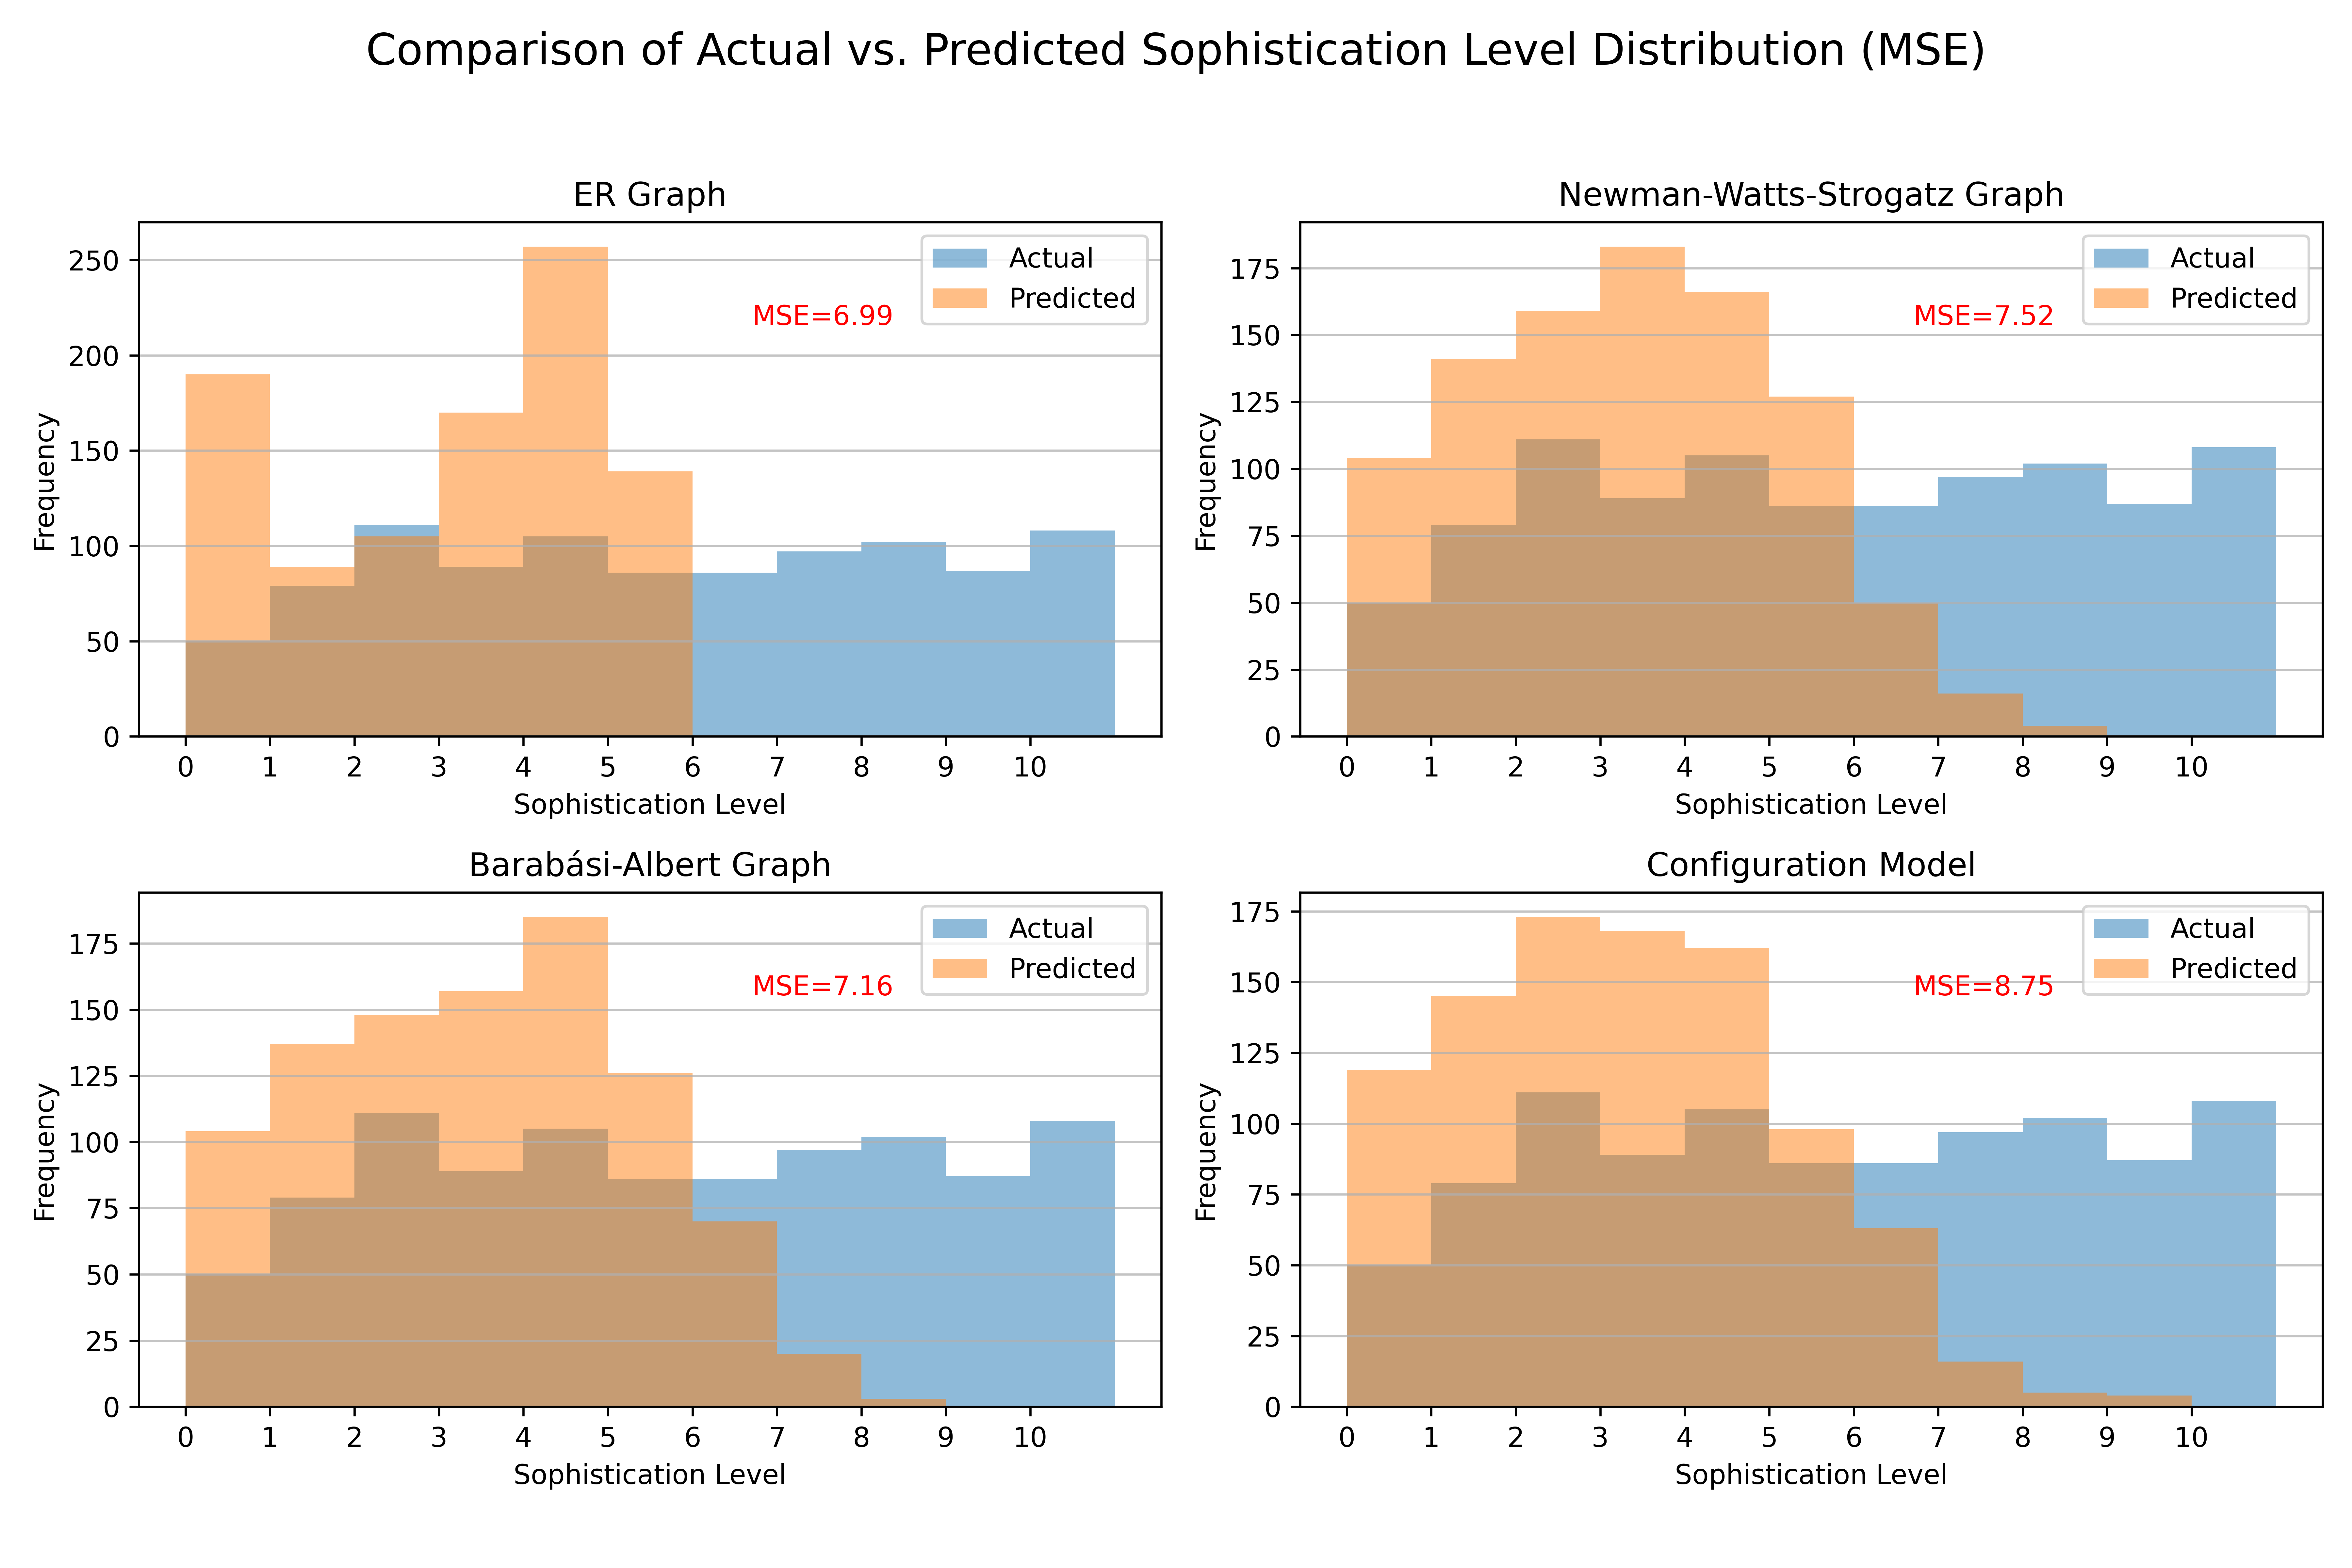 Comparison of Actual vs. Predicted Sophistication Level Distribution (MSE)
ER Graph
Frequency
250
200
150
100
50
0
Actual
Predicted
MSE=6.99
0 1 2 3 4 5 6 7 8 9 10
Sophistication Level
Newman-Watts-Strogatz Graph
Frequency
175
150
125
100
75
50
25
0
Actual
Predicted
MSE=7.52
0 1 2 3 4 5 6 7 8 9 10
Sophistication Level
Barabási-Albert Graph
Frequency
175
150
125
100
75
50
25
0
Actual
Predicted
MSE=7.16
0 1 2 3 4 5 6 7 8 9 10
Sophistication Level
Configuration Model
Frequency
175
150
125
100
75
50
25
0
Actual
Predicted
MSE=8.75
0 1 2 3 4 5 6 7 8 9 10
Sophistication Level